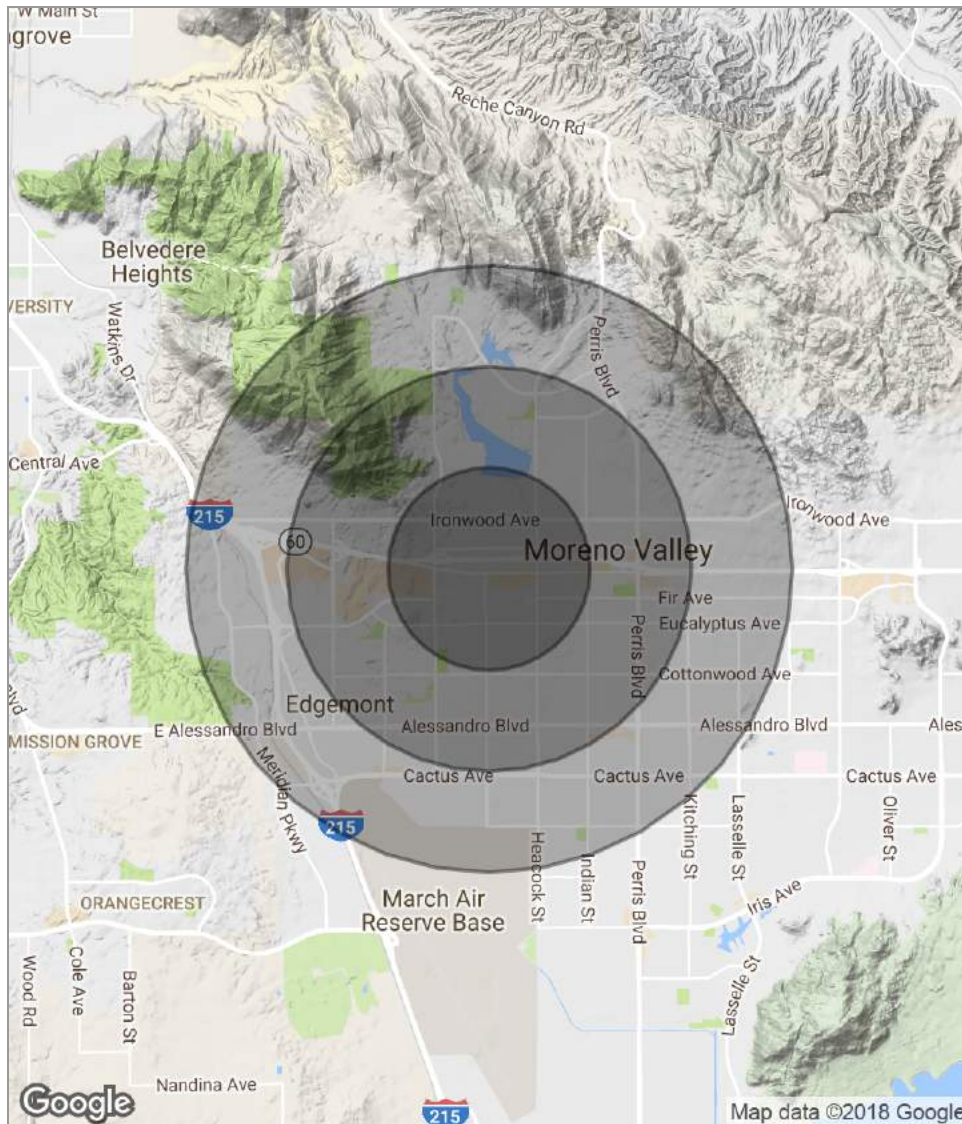 W Main St
grove
Reche Canyon Rd
Belvedere
Heights
VERSITY
Watkins Dr
Perris Blvd
Central Ave
215
Ironwood Ave
Ironwood Ave
60
Moreno Valley
Fir Ave
Eucalyptus Ave
Perris Blvd
Cottonwood Ave
Edgemont
E Alessandro Blvd
Alessandro Blvd
Alessandro Blvd
Ales
lvd
MISSION GROVE
Meridian Pkwy
Cactus Ave
Cactus Ave
Cactus Ave
215
Heacock St
Indian St
Perris Blvd
Kitching St
Lasselle St
Oliver St
ORANGECREST
March Air
Reserve Base
Iris Ave
Wood Rd
Cole Ave
Barton St
Lasselle St
Nandina Ave
Google
215
Map data ©2018 Google